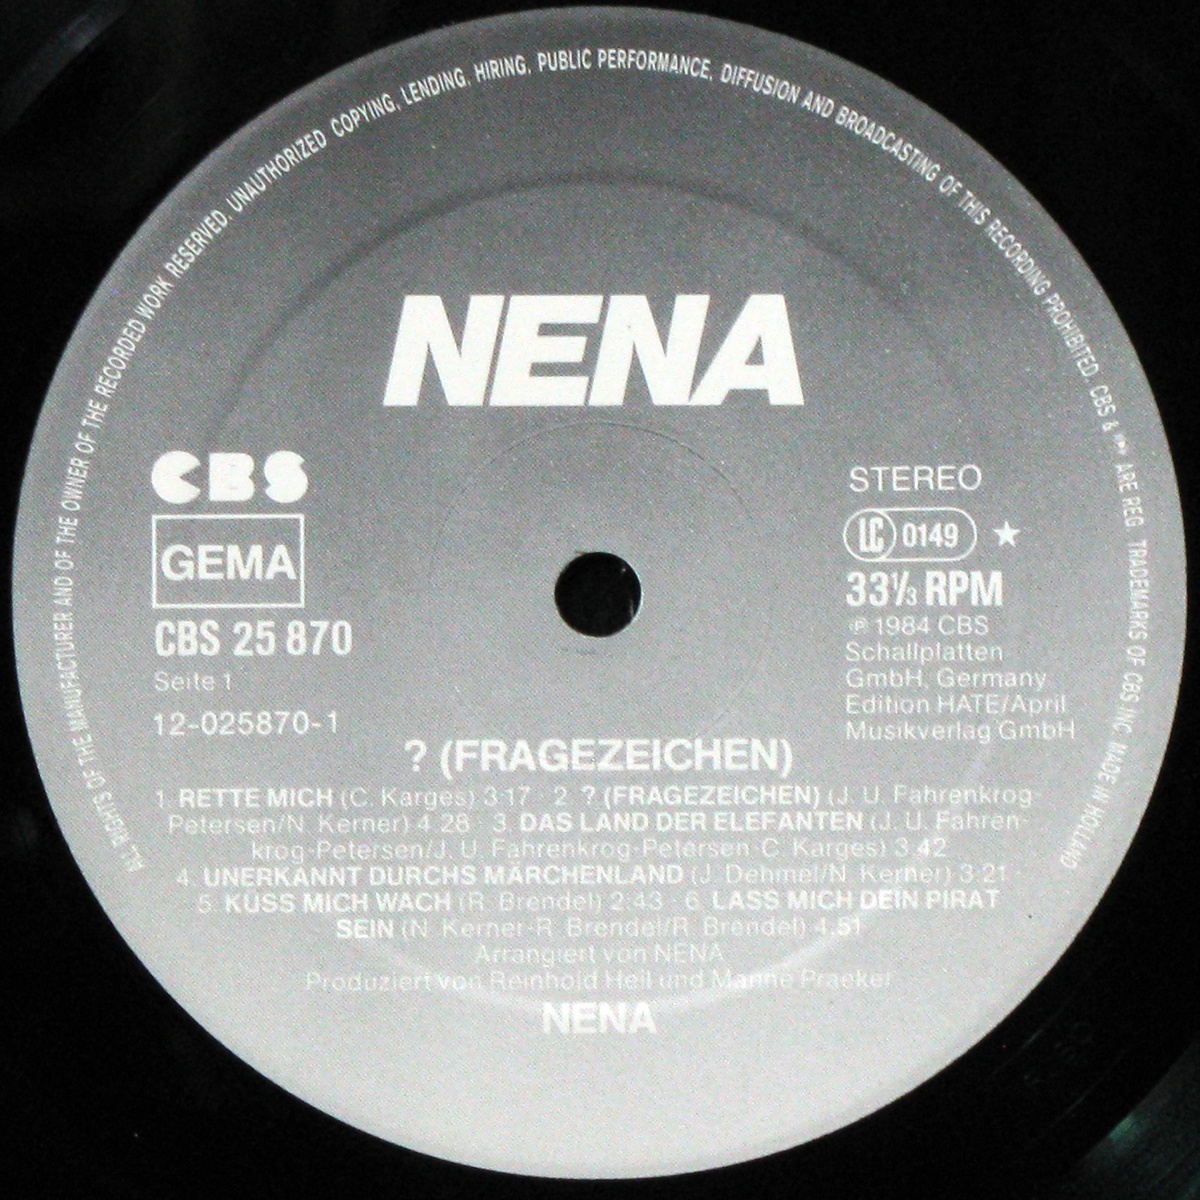 ALL RIGHTS OF THE MANUFACTURER AND OF THE OWNER OF THE RECORDED WORK RESERVED. UNAUTHORIZED COPYING, LENDING, HIRING, PUBLIC PERFORMANCE, DIFFUSION AND BROADCASTING OF THIS RECORDING PROHIBITED. CBS & ARE REG. TRADEMARKS OF CBS INC. MADE IN HOLLAND
NENA
CBS
GEMA
CBS 25 870
Seite 1
12-025870-1
STEREO
LC 0149 ★
33⅓ RPM
℗ 1984 CBS
Schallplatten
GmbH, Germany
Edition HATE/April
Musikverlag GmbH
? (FRAGEZEICHEN)
1. RETTE MICH (C. Karges) 3:17 · 2. ? (FRAGEZEICHEN) (J. U. Fahrenkrog-
Petersen/N. Kerner) 4:28 · 3. DAS LAND DER ELEFANTEN (J. U. Fahren-
krog-Petersen/J. U. Fahrenkrog-Petersen-C. Karges) 3:42
4. UNERKANNT DURCHS MÄRCHENLAND (J. Dehmel/N. Kerner) 3:21 ·
5. KÜSS MICH WACH (R. Brendel) 2:43 · 6. LASS MICH DEIN PIRAT
SEIN (N. Kerner-R. Brendel/R. Brendel) 4:51
Arrangiert von NENA
Produziert von Reinhold Heil und Manne Praeker
NENA